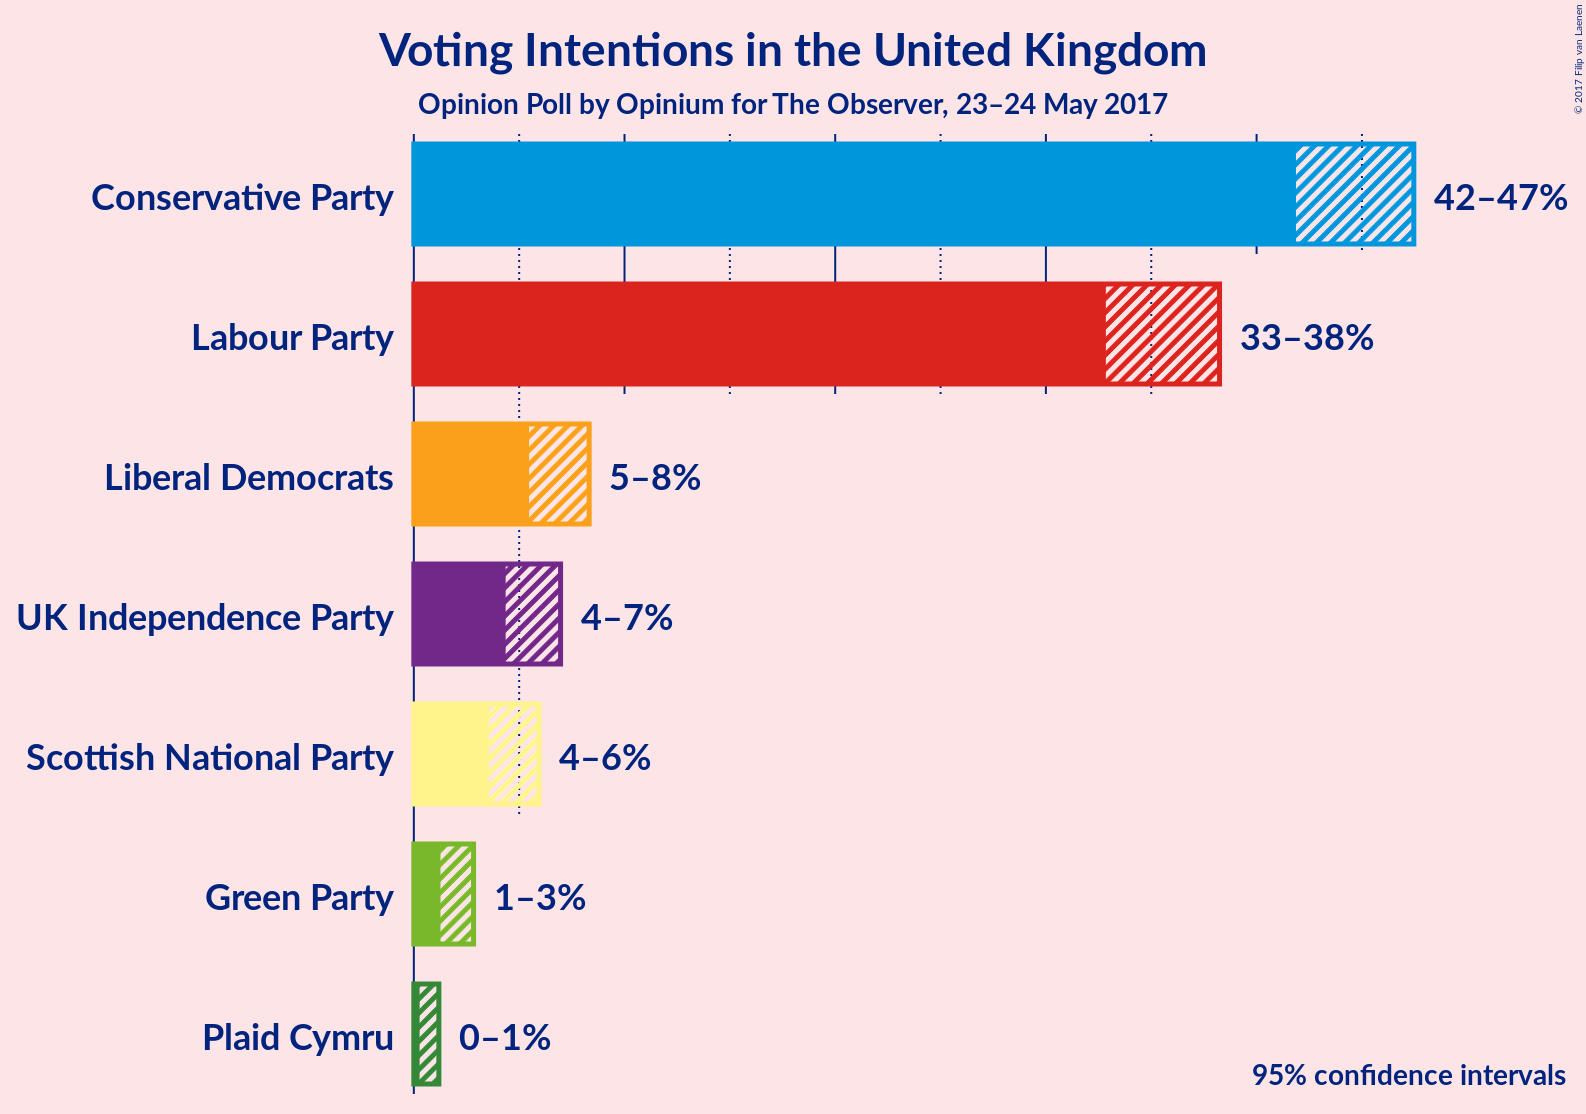 Voting Intentions in the United Kingdom
Opinion Poll by Opinium for The Observer, 23–24 May 2017
© 2017 Filip van Laenen
Conservative Party 42–47%
Labour Party 33–38%
Liberal Democrats 5–8%
UK Independence Party 4–7%
Scottish National Party 4–6%
Green Party 1–3%
Plaid Cymru 0–1%
95% confidence intervals